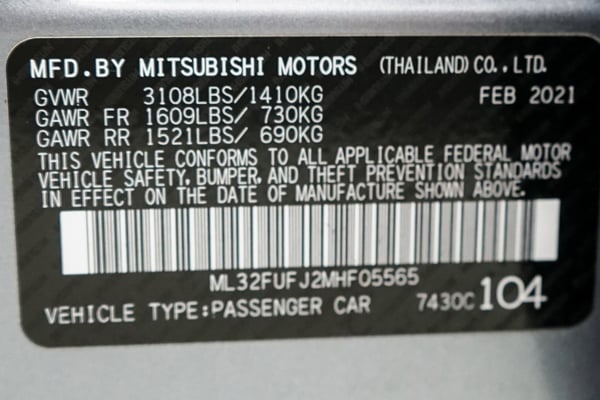 MFD.BY MITSUBISHI MOTORS (THAILAND)CO.,LTD.
GVWR 3108LBS/1410KG FEB 2021
GAWR FR 1609LBS/ 730KG
GAWR RR 1521LBS/ 690KG
THIS VEHICLE CONFORMS TO ALL APPLICABLE FEDERAL MOTOR
VEHICLE SAFETY, BUMPER, AND THEFT PREVENTION STANDARDS
IN EFFECT ON THE DATE OF MANUFACTURE SHOWN ABOVE.
ML32FUFJ2MHF05565
VEHICLE TYPE:PASSENGER CAR 7430C 104